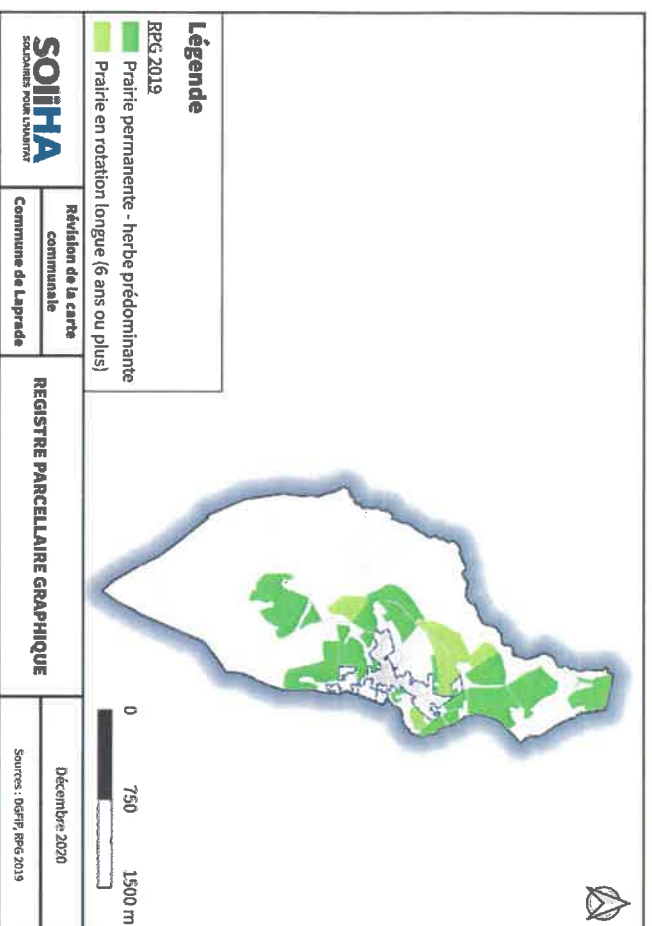 Légende
RPG 2019
Prairie permanente - herbe prédominante
Prairie en rotation longue (6 ans ou plus)
0 750 1500 m
SOliHA
SOLIDAIRES POUR L'HABITAT
Révision de la carte
communale
Commune de Laprade
REGISTRE PARCELLAIRE GRAPHIQUE
Décembre 2020
Sources : DGFIP, RPG 2019